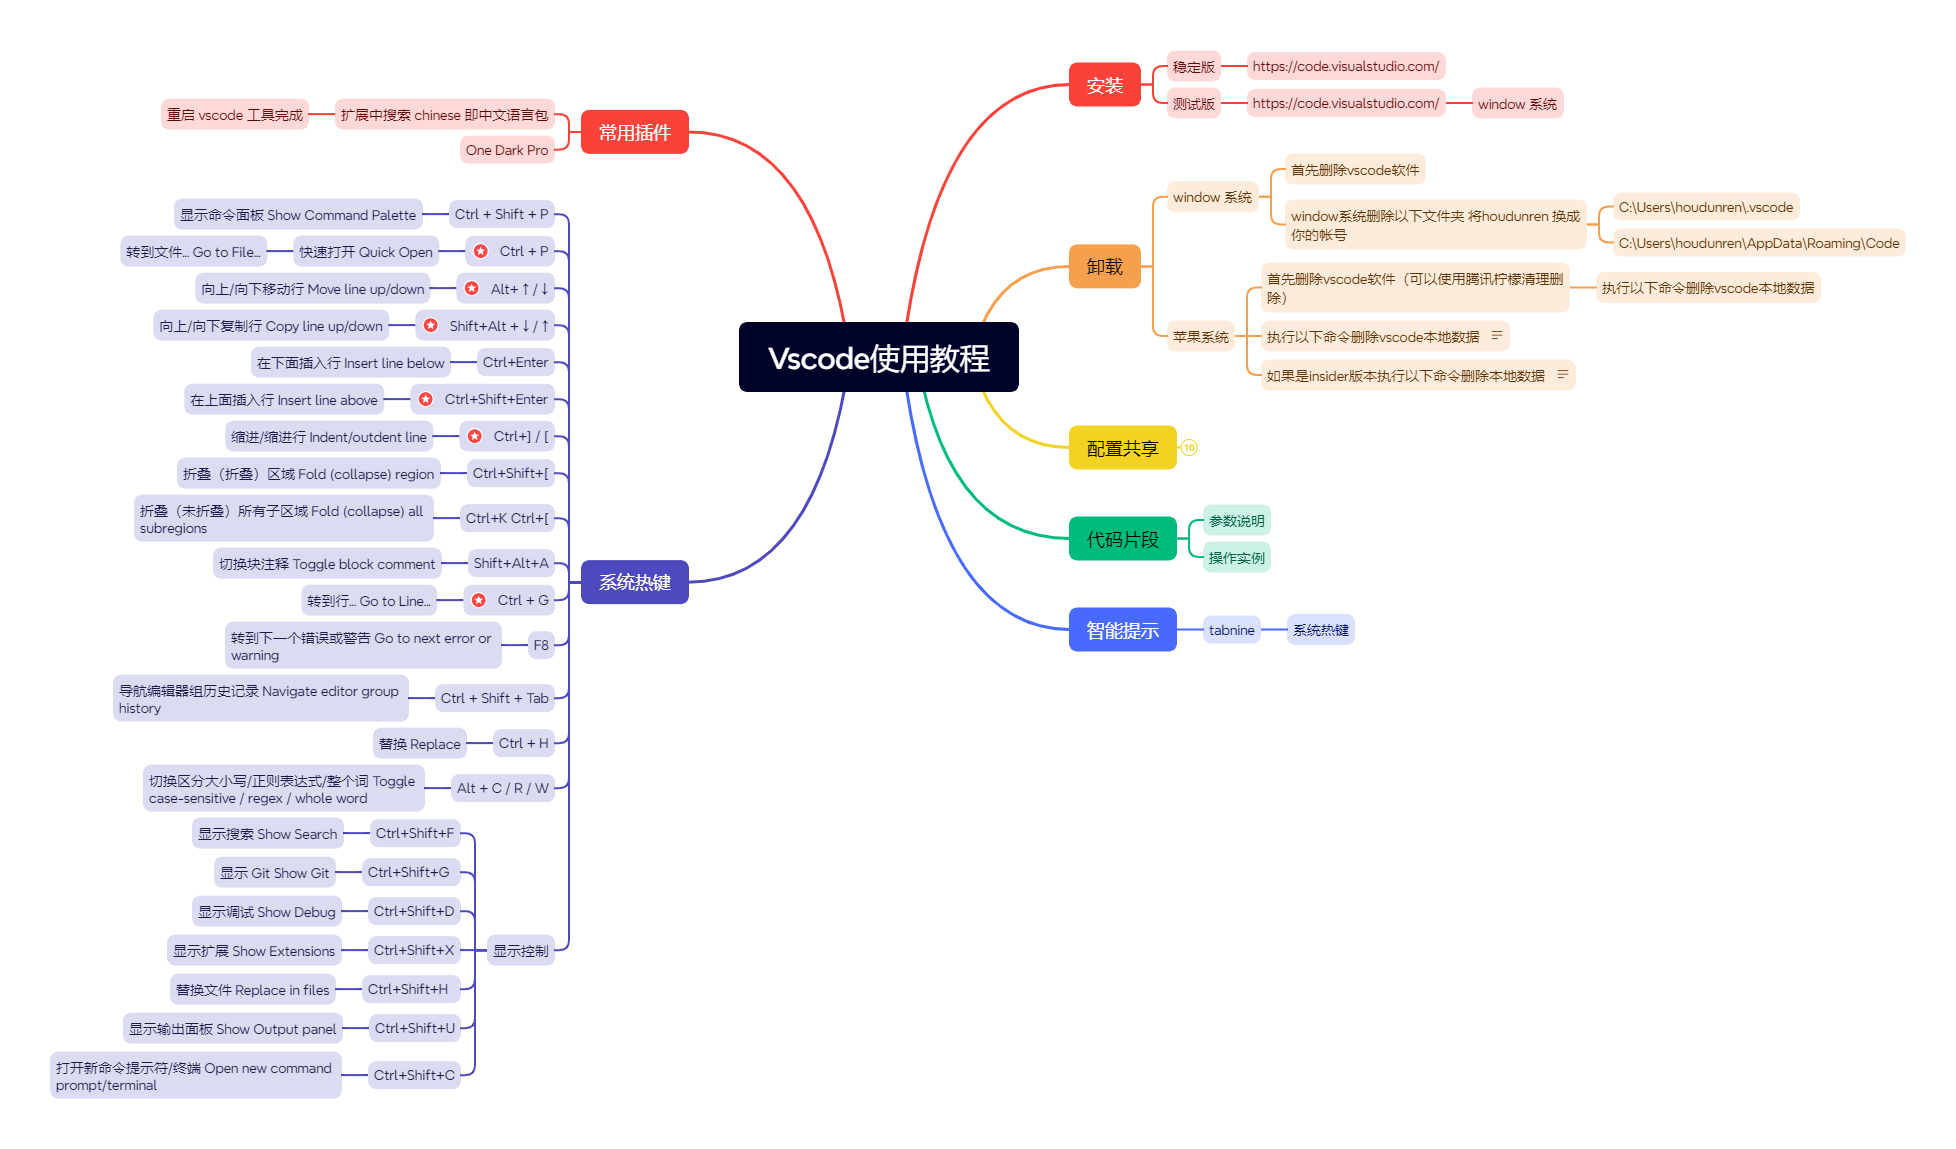 Vscode使用教程
安装
稳定版
https://code.visualstudio.com/
测试版
https://code.visualstudio.com/
window 系统
卸载
window 系统
首先删除vscode软件
window系统删除以下文件夹 将houdunren 换成
你的帐号
C:\Users\houdunren\.vscode
C:\Users\houdunren\AppData\Roaming\Code
苹果系统
首先删除vscode软件（可以使用腾讯柠檬清理删
除）
执行以下命令删除vscode本地数据
执行以下命令删除vscode本地数据
如果是insider版本执行以下命令删除本地数据
配置共享
16
代码片段
参数说明
操作实例
智能提示
tabnine
系统热键
常用插件
扩展中搜索 chinese 即中文语言包
重启 vscode 工具完成
One Dark Pro
系统热键
Ctrl + Shift + P
显示命令面板 Show Command Palette
Ctrl + P
快速打开 Quick Open
转到文件... Go to File...
Alt+ ↑ / ↓
向上/向下移动行 Move line up/down
Shift+Alt + ↓ / ↑
向上/向下复制行 Copy line up/down
Ctrl+Enter
在下面插入行 Insert line below
Ctrl+Shift+Enter
在上面插入行 Insert line above
Ctrl+] / [
缩进/缩进行 Indent/outdent line
Ctrl+Shift+[
折叠（折叠）区域 Fold (collapse) region
Ctrl+K Ctrl+[
折叠（未折叠）所有子区域 Fold (collapse) all
subregions
Shift+Alt+A
切换块注释 Toggle block comment
Ctrl + G
转到行... Go to Line...
F8
转到下一个错误或警告 Go to next error or
warning
Ctrl + Shift + Tab
导航编辑器组历史记录 Navigate editor group
history
Ctrl + H
替换 Replace
Alt + C / R / W
切换区分大小写/正则表达式/整个词 Toggle
case-sensitive / regex / whole word
显示控制
Ctrl+Shift+F
显示搜索 Show Search
Ctrl+Shift+G
显示 Git Show Git
Ctrl+Shift+D
显示调试 Show Debug
Ctrl+Shift+X
显示扩展 Show Extensions
Ctrl+Shift+H
替换文件 Replace in files
Ctrl+Shift+U
显示输出面板 Show Output panel
Ctrl+Shift+C
打开新命令提示符/终端 Open new command
prompt/terminal